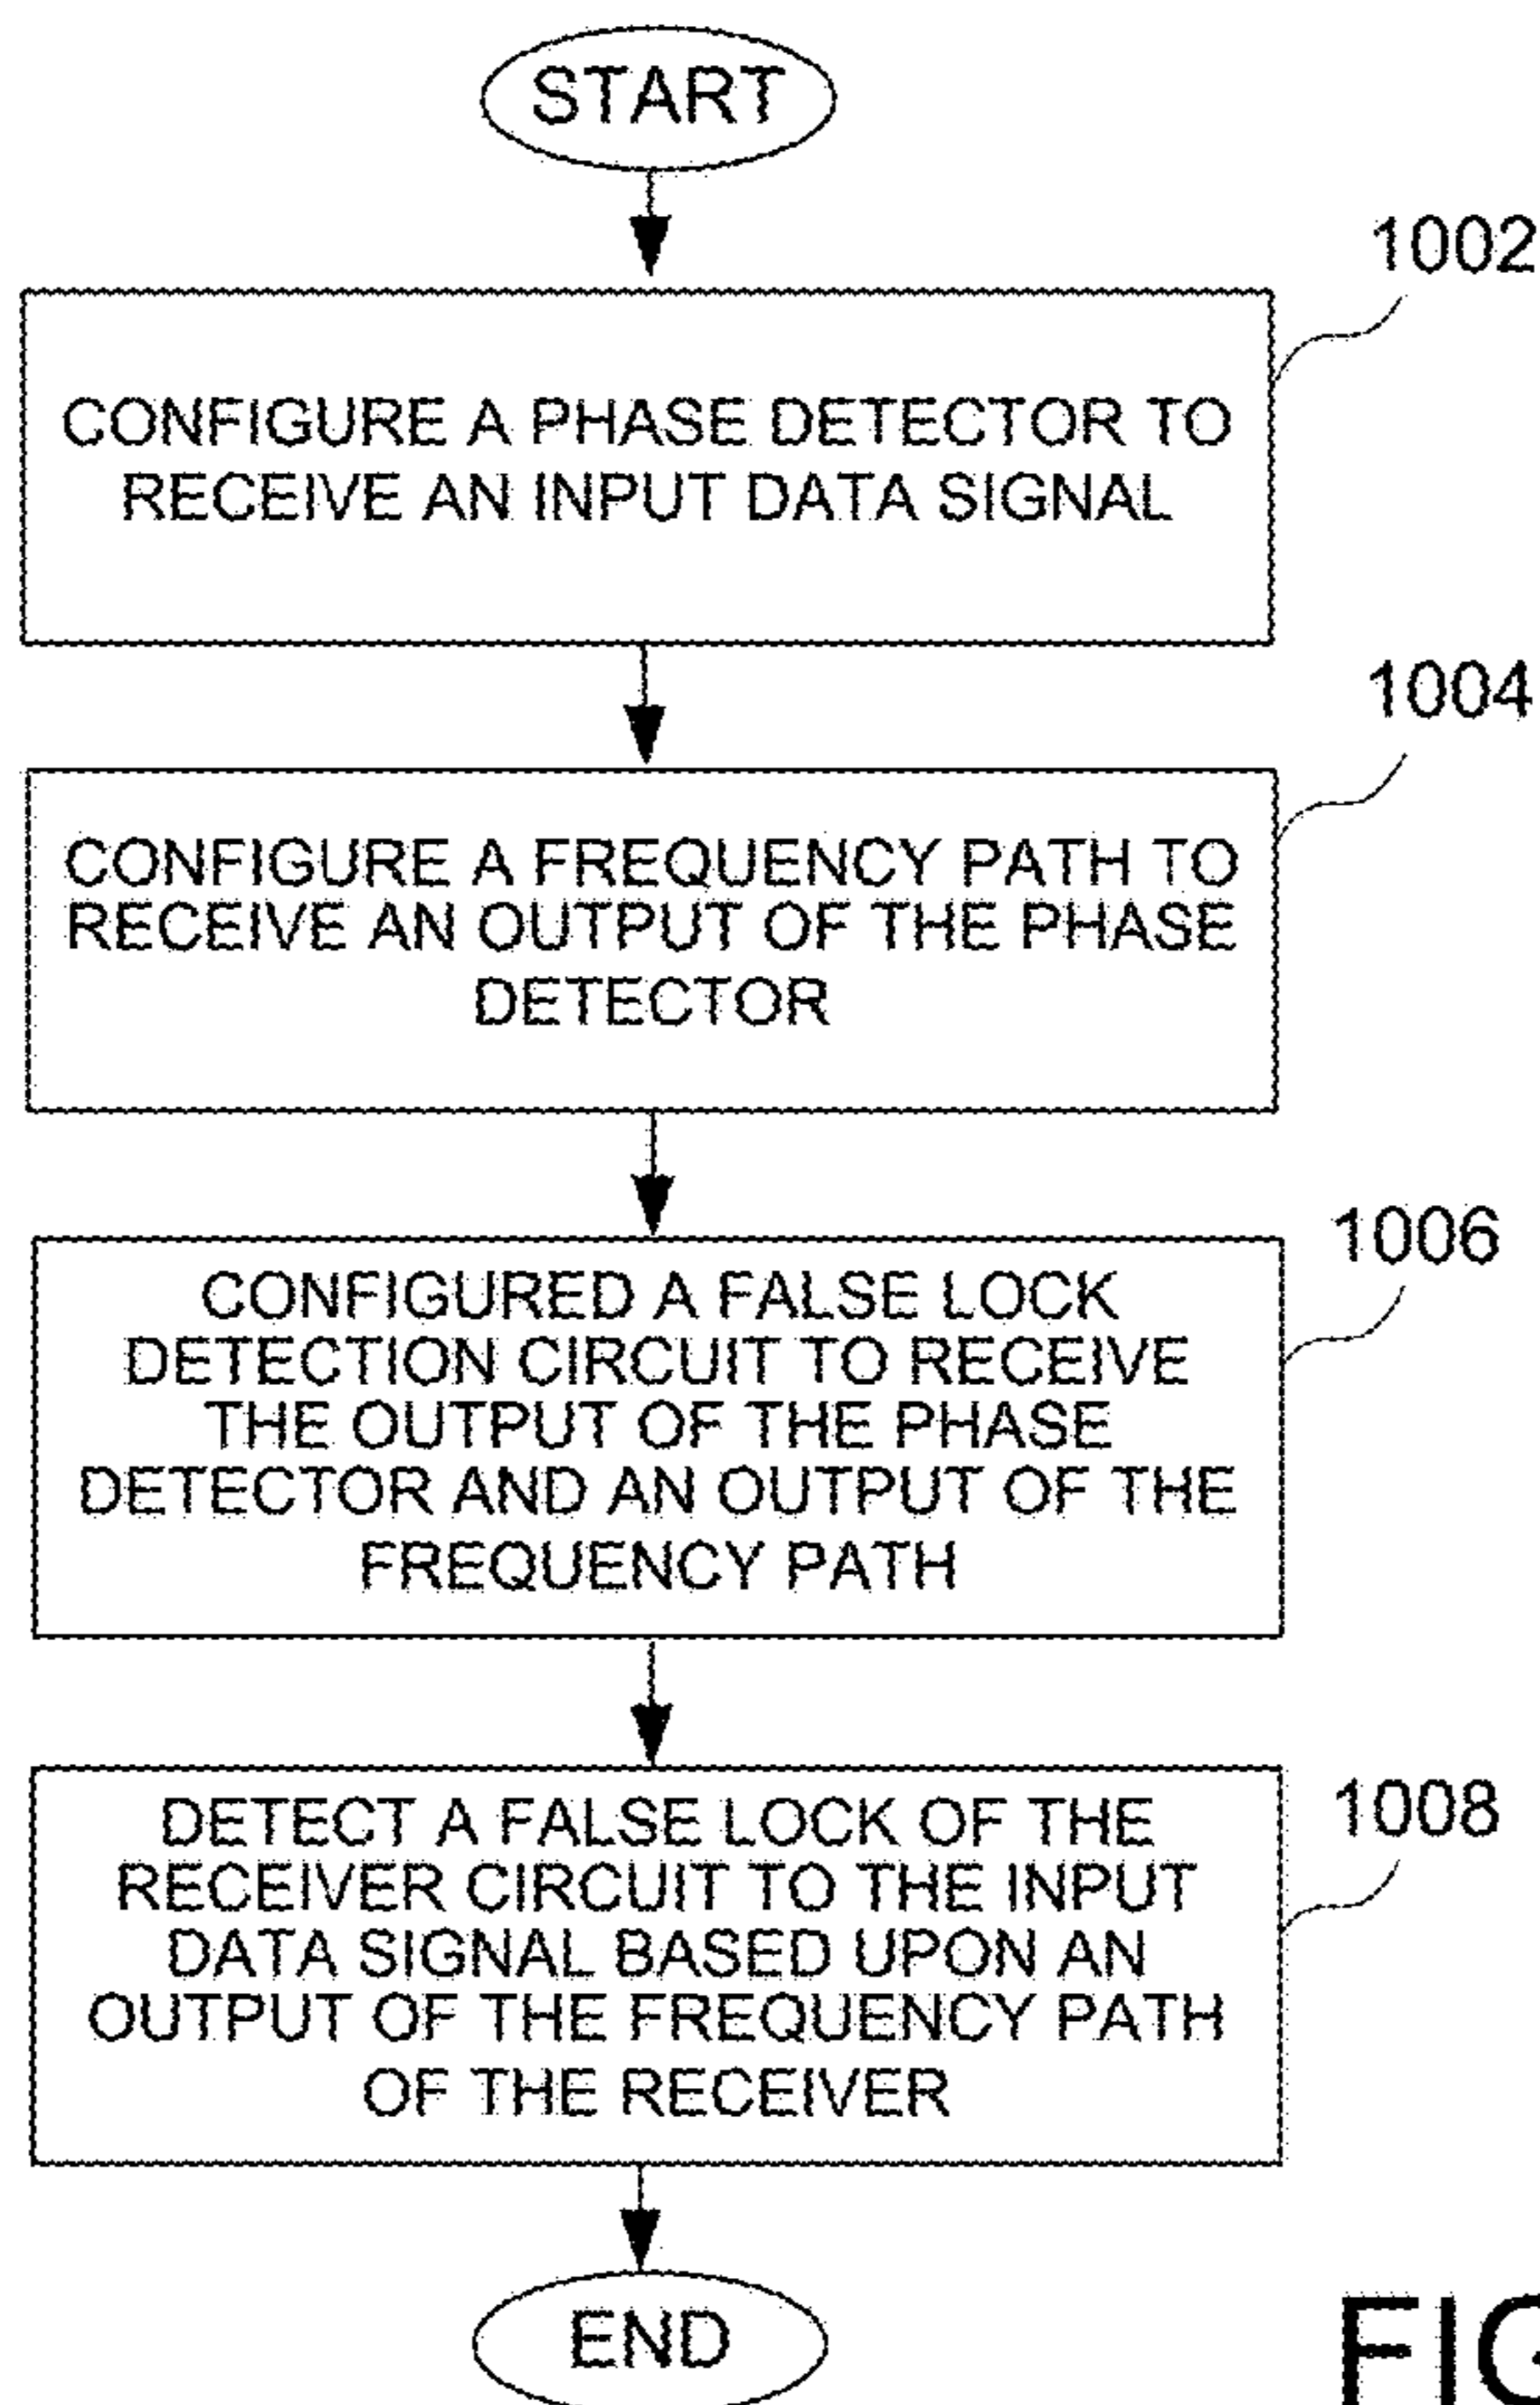 START
1002
CONFIGURE A PHASE DETECTOR TO
RECEIVE AN INPUT DATA SIGNAL
1004
CONFIGURE A FREQUENCY PATH TO
RECEIVE AN OUTPUT OF THE PHASE
DETECTOR
1006
CONFIGURED A FALSE LOCK
DETECTION CIRCUIT TO RECEIVE
THE OUTPUT OF THE PHASE
DETECTOR AND AN OUTPUT OF THE
FREQUENCY PATH
1008
DETECT A FALSE LOCK OF THE
RECEIVER CIRCUIT TO THE INPUT
DATA SIGNAL BASED UPON AN
OUTPUT OF THE FREQUENCY PATH
OF THE RECEIVER
END